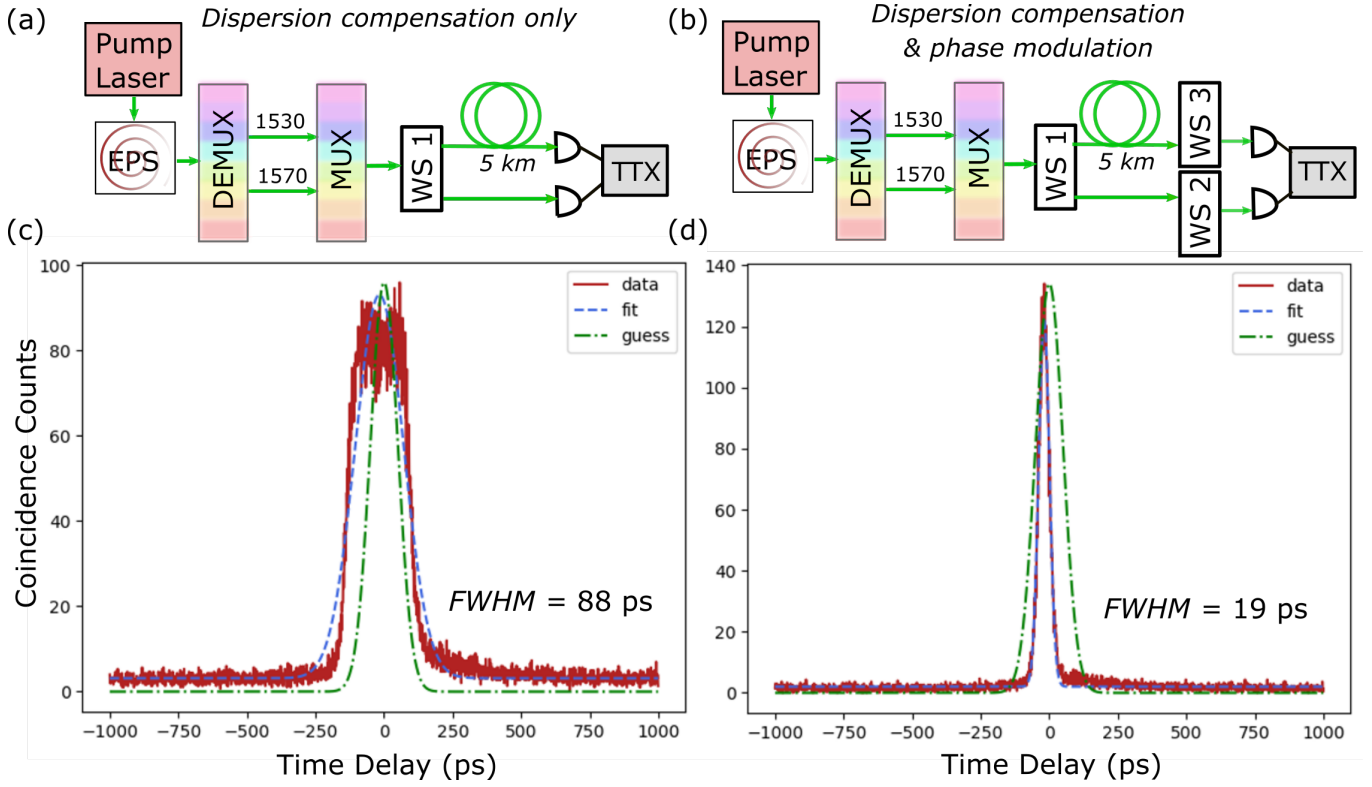 (a)
Dispersion compensation only
Pump
Laser
EPS
DEMUX
1530
1570
MUX
WS 1
5 km
TTX
(b)
Dispersion compensation
& phase modulation
Pump
Laser
EPS
DEMUX
1530
1570
MUX
WS 1
5 km
WS 3
WS 2
TTX
(c)
Coincidence Counts
100
80
60
40
20
0
data
fit
guess
FWHM = 88 ps
−1000 −750 −500 −250 0 250 500 750 1000
Time Delay (ps)
(d)
140
120
100
80
60
40
20
0
data
fit
guess
FWHM = 19 ps
−1000 −750 −500 −250 0 250 500 750 1000
Time Delay (ps)